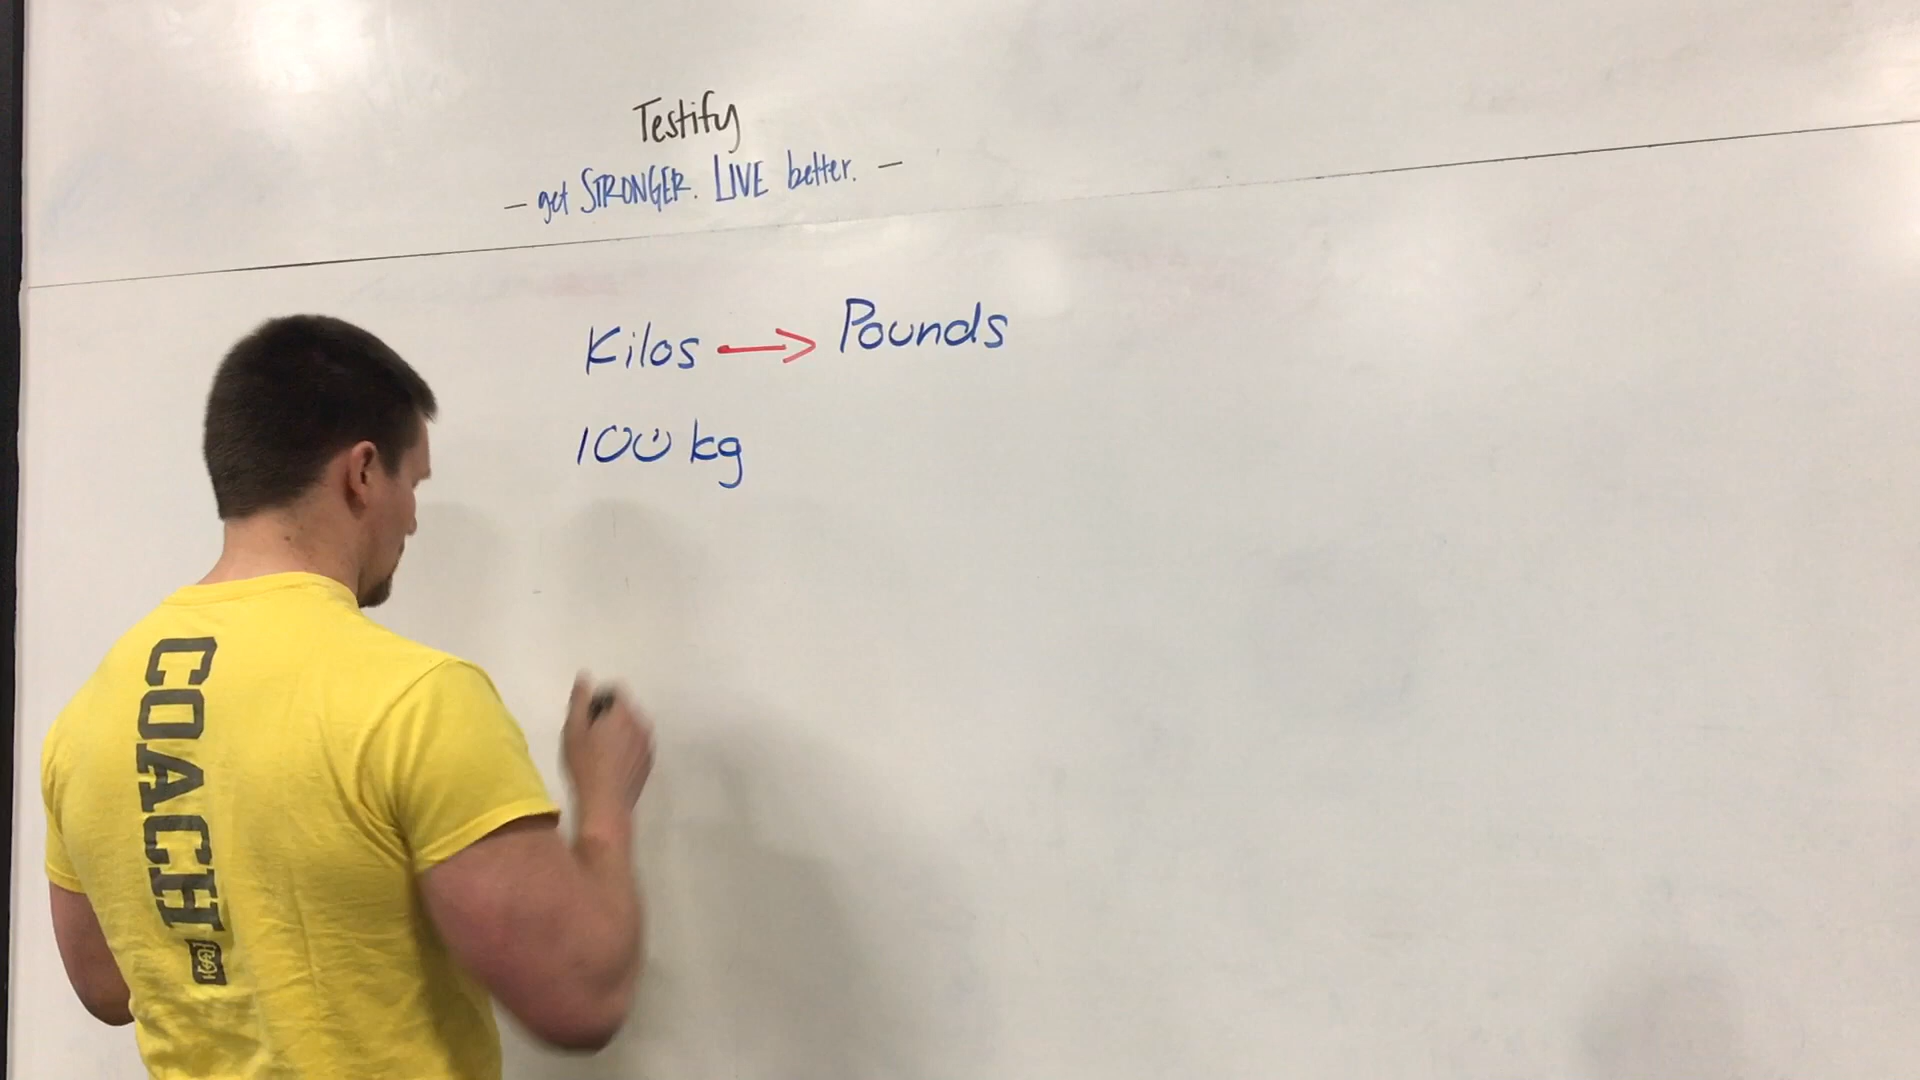 Testify
— get STRONGER. LIVE better. —
Kilos → Pounds
100 kg
COACH